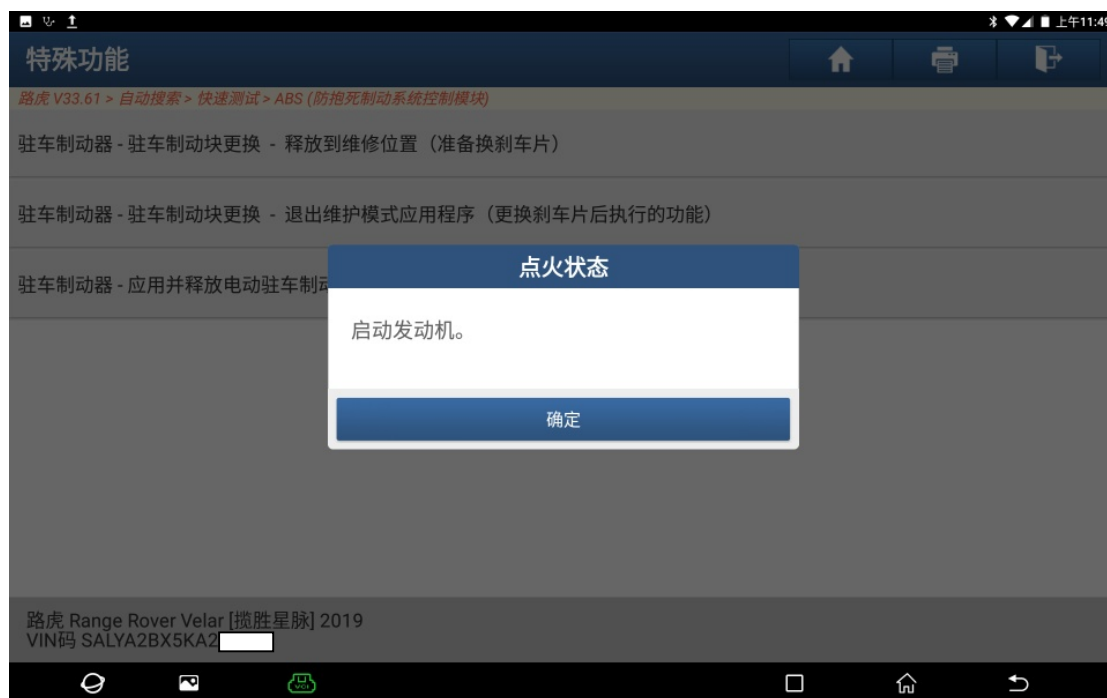 上午11:49
特殊功能
路虎 V33.61 > 自动搜索 > 快速测试 > ABS (防抱死制动系统控制模块)
驻车制动器 - 驻车制动块更换 - 释放到维修位置（准备换刹车片）
驻车制动器 - 驻车制动块更换 - 退出维护模式应用程序（更换刹车片后执行的功能）
驻车制动器 - 应用并释放电动驻车制动
点火状态
启动发动机。
确定
路虎 Range Rover Velar [揽胜星脉] 2019
VIN码 SALYA2BX5KA2
VCI